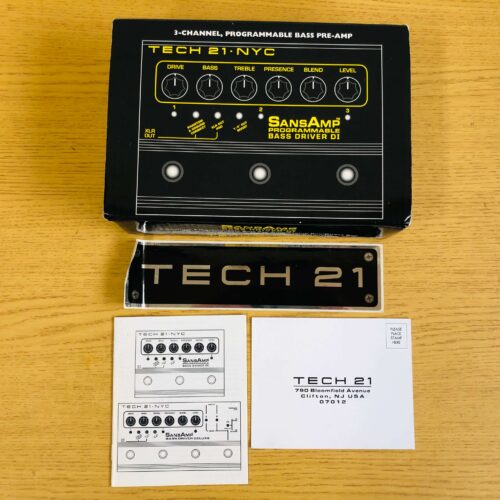 3-CHANNEL, PROGRAMMABLE BASS PRE-AMP
TECH 21·NYC
DRIVE BASS TREBLE PRESENCE BLEND LEVEL
1 2 3
XLR
OUT
SANSAMP
PROGRAMMABLE
BASS DRIVER DI
TECH 21
TECH 21·NYC
SANSAMP
BASS DRIVER DI
TECH 21·NYC
SANSAMP
BASS DRIVER DELUXE
PLEASE
PLACE
STAMP
HERE
TECH 21
790 Bloomfield Avenue
Clifton, NJ USA
07012